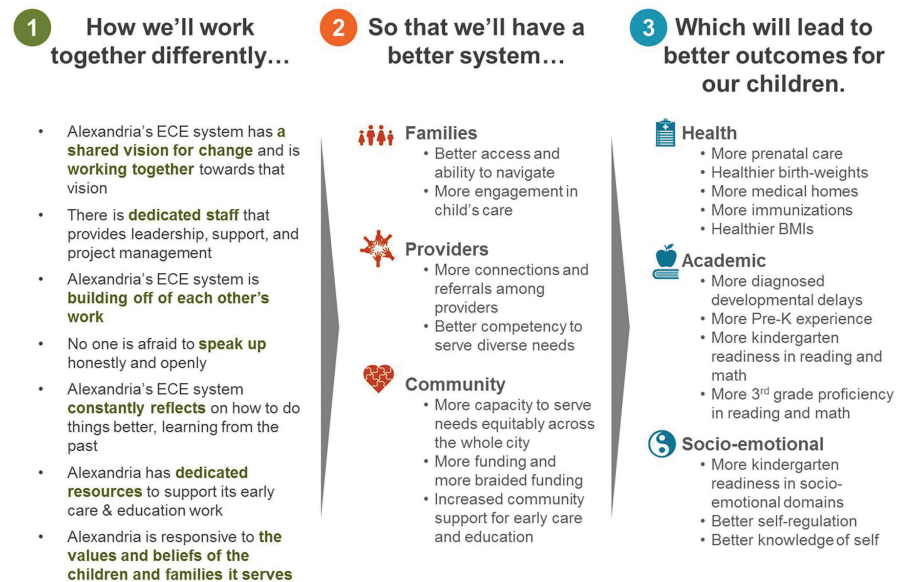 1
How we'll work
together differently…
• Alexandria's ECE system has a
shared vision for change and is
working together towards that
vision
• There is dedicated staff that
provides leadership, support, and
project management
• Alexandria's ECE system is
building off of each other's
work
• No one is afraid to speak up
honestly and openly
• Alexandria's ECE system
constantly reflects on how to do
things better, learning from the
past
• Alexandria has dedicated
resources to support its early
care & education work
• Alexandria is responsive to the
values and beliefs of the
children and families it serves
2
So that we'll have a
better system…
Families
• Better access and
ability to navigate
• More engagement in
child's care
Providers
• More connections and
referrals among
providers
• Better competency to
serve diverse needs
Community
• More capacity to serve
needs equitably across
the whole city
• More funding and
more braided funding
• Increased community
support for early care
and education
3
Which will lead to
better outcomes for
our children.
Health
• More prenatal care
• Healthier birth-weights
• More medical homes
• More immunizations
• Healthier BMIs
Academic
• More diagnosed
developmental delays
• More Pre-K experience
• More kindergarten
readiness in reading and
math
• More 3rd grade proficiency
in reading and math
Socio-emotional
• More kindergarten
readiness in socio-
emotional domains
• Better self-regulation
• Better knowledge of self